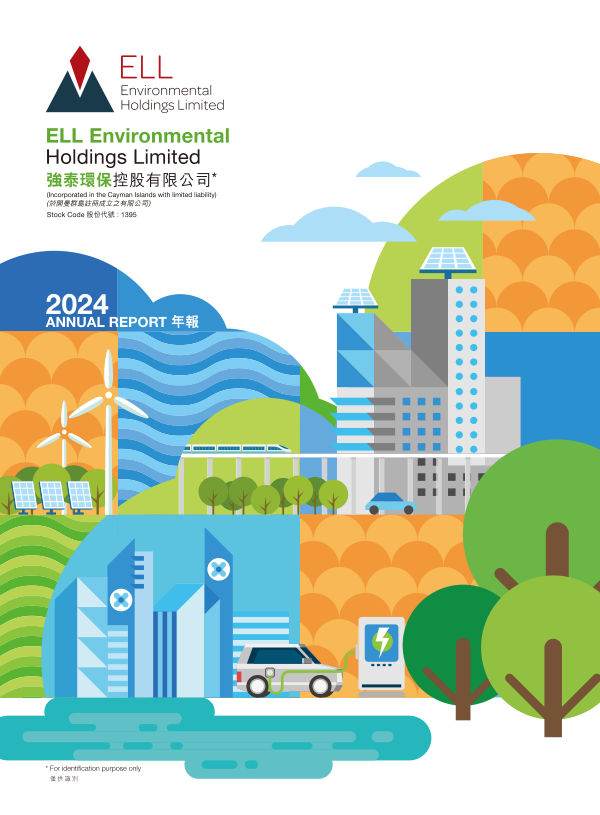 ELL
Environmental
Holdings Limited
ELL Environmental
Holdings Limited
強泰環保控股有限公司*
(Incorporated in the Cayman Islands with limited liability)
(於開曼群島註冊成立之有限公司)
Stock Code 股份代號 : 1395
2024
ANNUAL REPORT 年報
* For identification purpose only
僅供識別